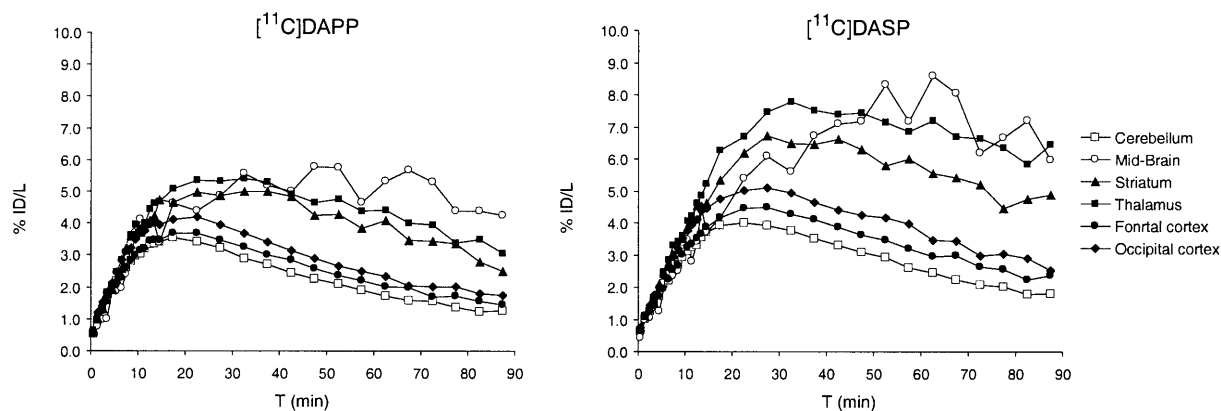 [¹¹C]DAPP
10.0
9.0
8.0
7.0
6.0
5.0
4.0
3.0
2.0
1.0
0.0
% ID/L
0 10 20 30 40 50 60 70 80 90
T (min)
[¹¹C]DASP
10.0
9.0
8.0
7.0
6.0
5.0
4.0
3.0
2.0
1.0
0.0
% ID/L
0 10 20 30 40 50 60 70 80 90
T (min)
Cerebellum
Mid-Brain
Striatum
Thalamus
Fonrtal cortex
Occipital cortex